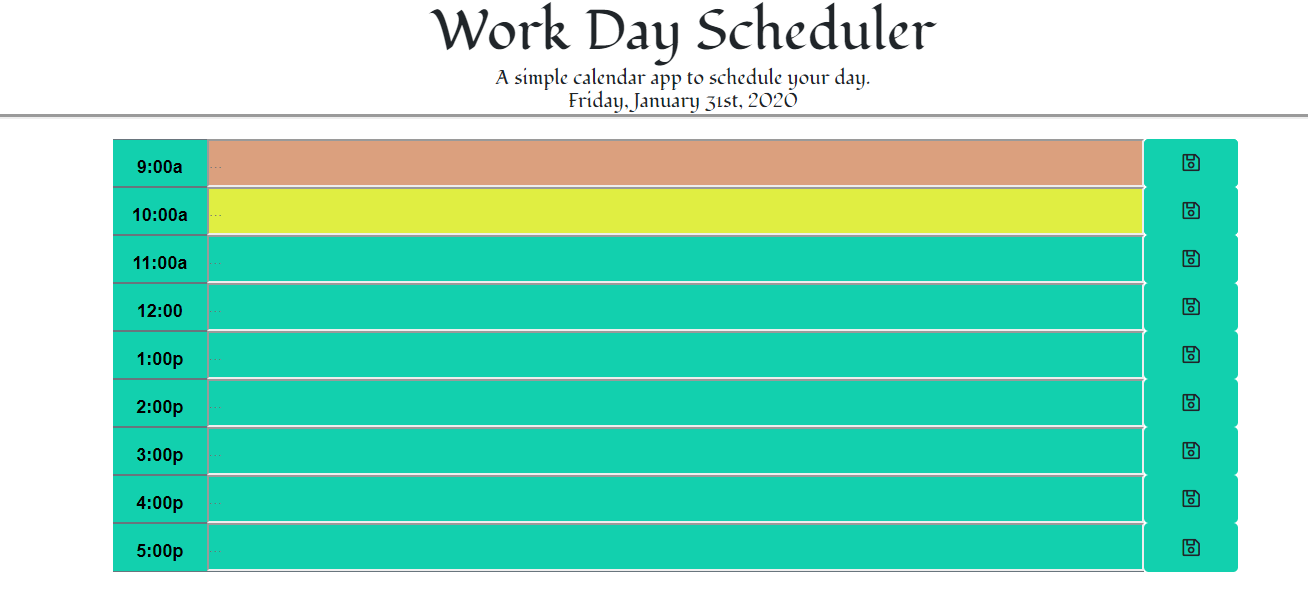 Work Day Scheduler
A simple calendar app to schedule your day.
Friday, January 31st, 2020
9:00a ...
10:00a ...
11:00a ...
12:00 ...
1:00p ...
2:00p ...
3:00p ...
4:00p ...
5:00p ...